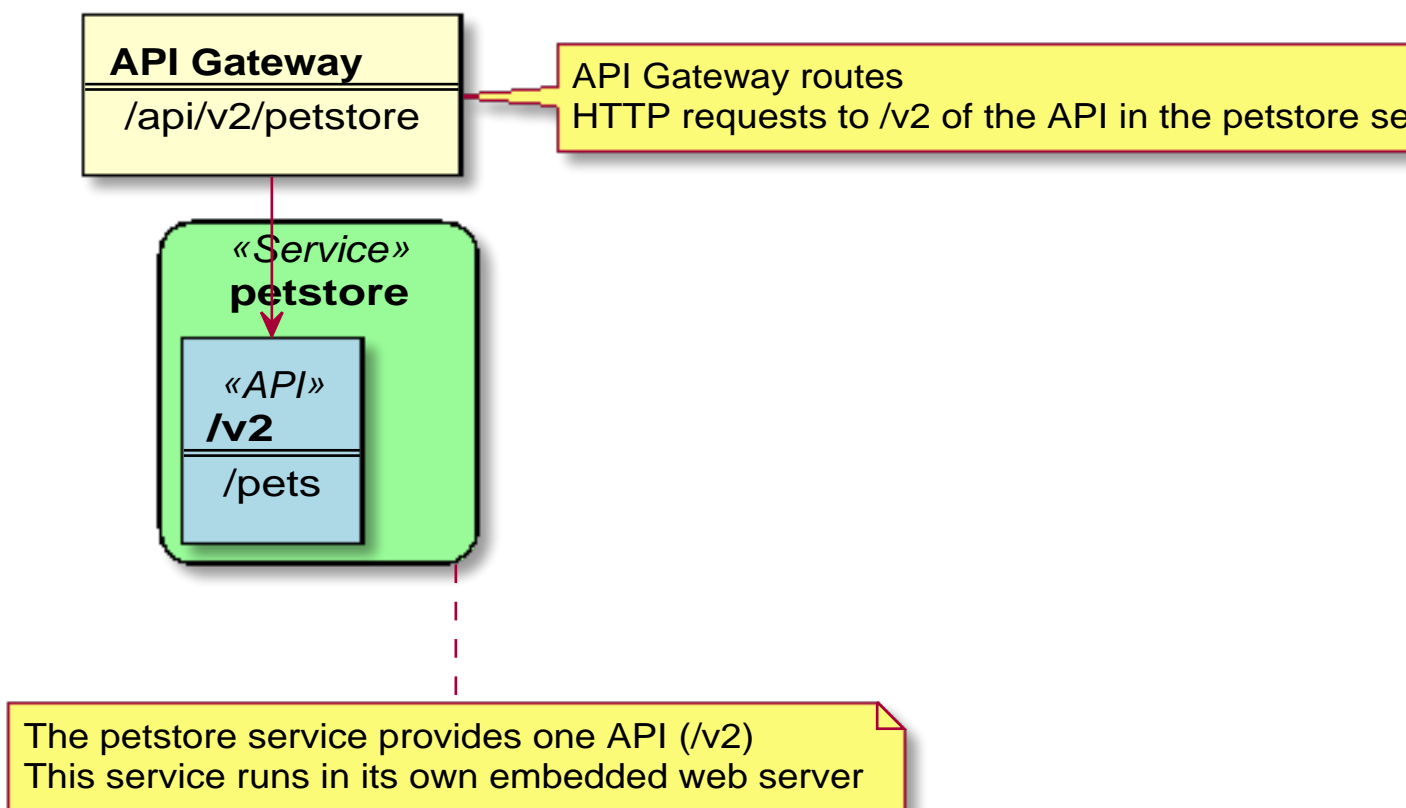 API Gateway
/api/v2/petstore
API Gateway routes
HTTP requests to /v2 of the API in the petstore se
«Service»
petstore
«API»
/v2
/pets
The petstore service provides one API (/v2)
This service runs in its own embedded web server